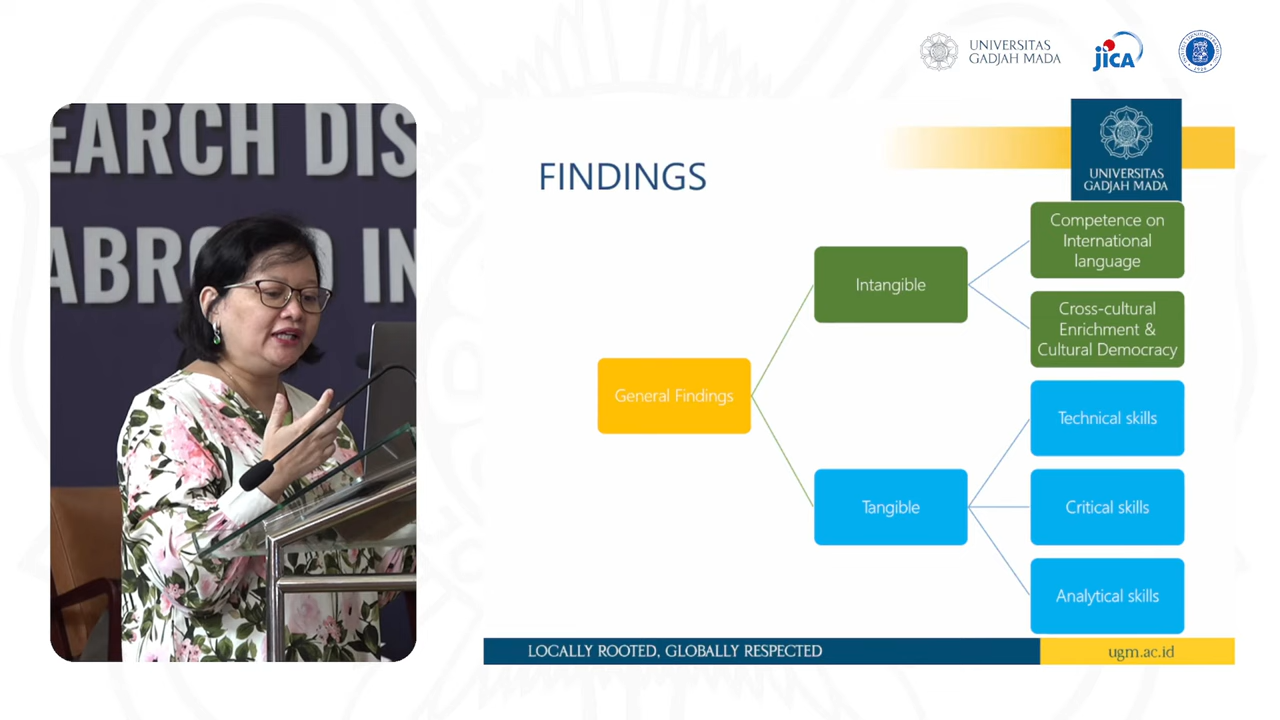 UNIVERSITAS
GADJAH MADA
JICA
EARCH DIS
ABRO D IN
FINDINGS
UNIVERSITAS
GADJAH MADA
General Findings
Intangible
Competence on
International
language
Cross-cultural
Enrichment &
Cultural Democracy
Tangible
Technical skills
Critical skills
Analytical skills
LOCALLY ROOTED, GLOBALLY RESPECTED
ugm.ac.id